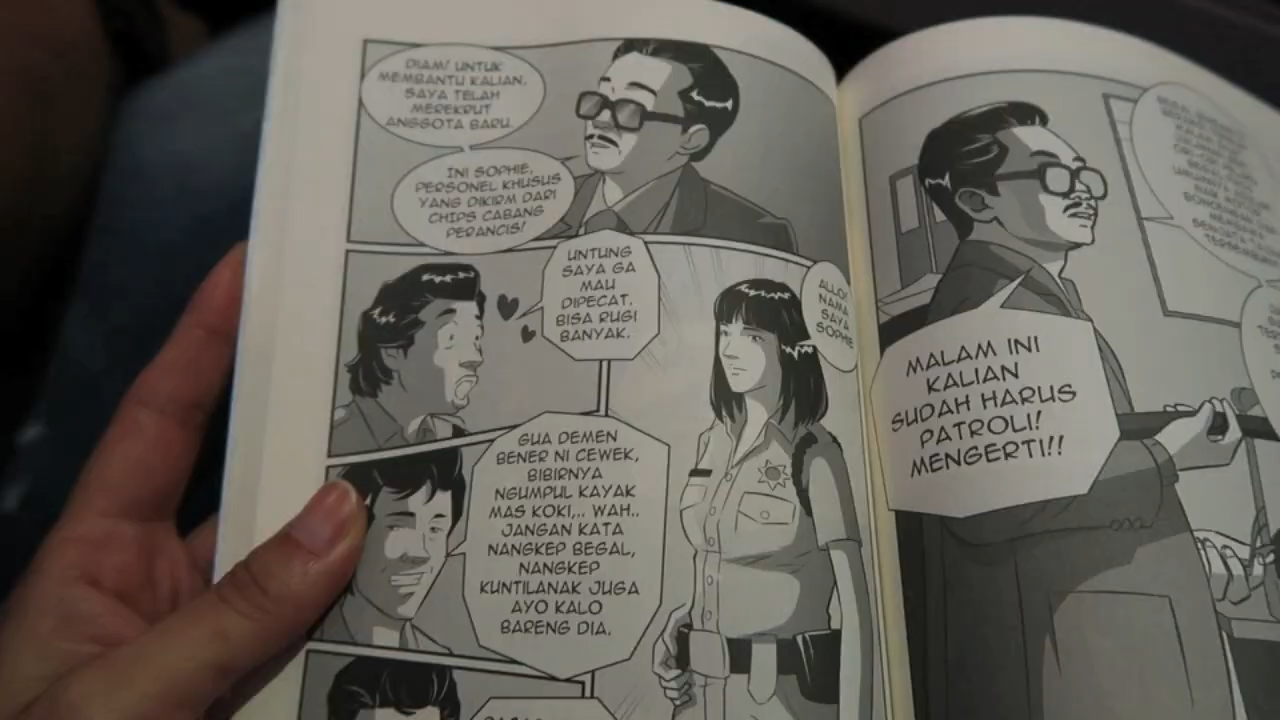 DIAM! UNTUK
MEMBANTU KALIAN,
SAYA TELAH
MEREKRUT
ANGGOTA BARU.
INI SOPHIE,
PERSONEL KHUSUS
YANG DIKIRM DARI
CHIPS CABANG
PERANCIS!
UNTUNG
SAYA GA
MAU
DIPECAT.
BISA RUGI
BANYAK.
ALLO!
NAMA
SAYA
SOPHIE
GUA DEMEN
BENER NI CEWEK,
BIBIRNYA
NGUMPUL KAYAK
MAS KOKI,.. WAH..
JANGAN KATA
NANGKEP BEGAL,
NANGKEP
KUNTILANAK JUGA
AYO KALO
BARENG DIA.
MALAM INI
KALIAN
SUDAH HARUS
PATROLI!
MENGERTI!!